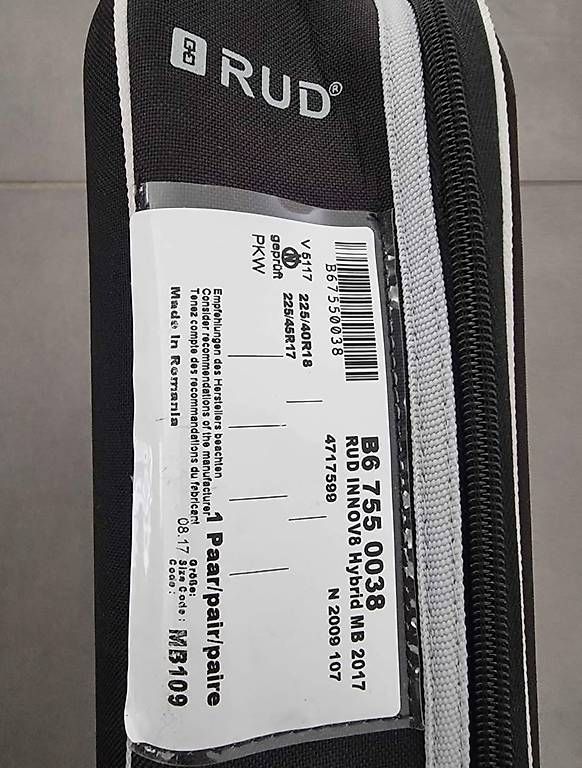 RUD®
B67550038
V 5117
geprüft
PKW
225/40R18
225/45R17
B6 755 0038
RUD INNOV8 Hybrid MB 2017
4717599
N 2009 107
Empfehlungen des Herstellers beachten
Consider recommendations of the manufacturer
Tenez compte des recommandations du fabricant
Made in Romania
1 Paar/pair/paire
08.17
Größe:
Size Code:
Code:
MB109